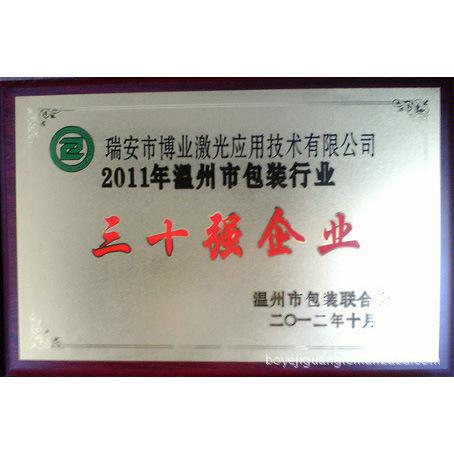 瑞安市博业激光应用技术有限公司
2011年温州市包装行业
三十强企业
温州市包装联合
二〇一二年十月